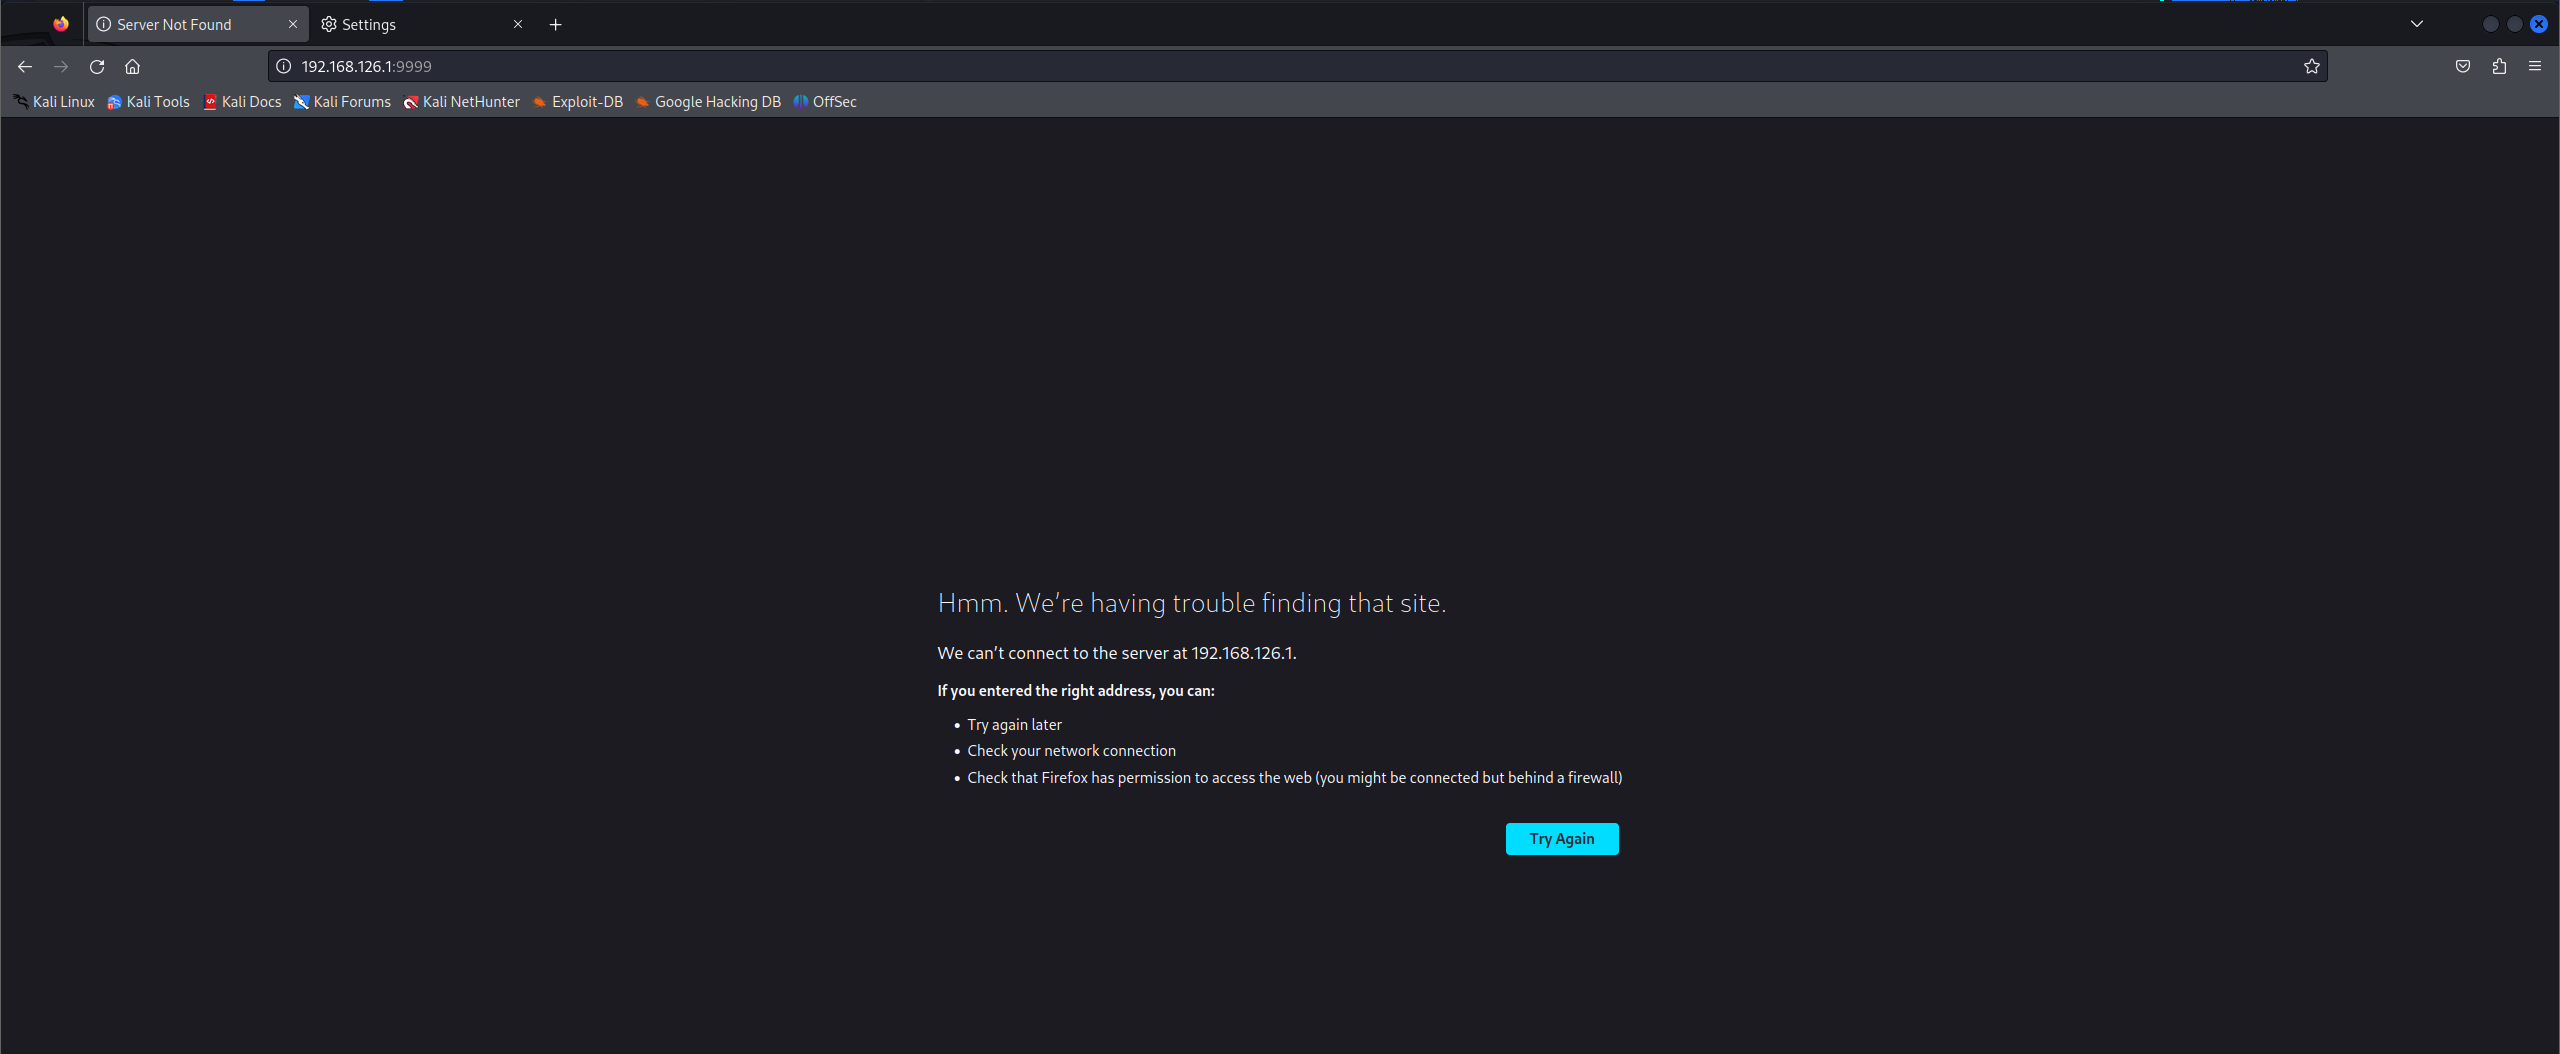 Server Not Found
Settings
192.168.126.1:9999
Kali Linux Kali Tools Kali Docs Kali Forums Kali NetHunter Exploit-DB Google Hacking DB OffSec
Hmm. We’re having trouble finding that site.
We can’t connect to the server at 192.168.126.1.
If you entered the right address, you can:
• Try again later
• Check your network connection
• Check that Firefox has permission to access the web (you might be connected but behind a firewall)
Try Again